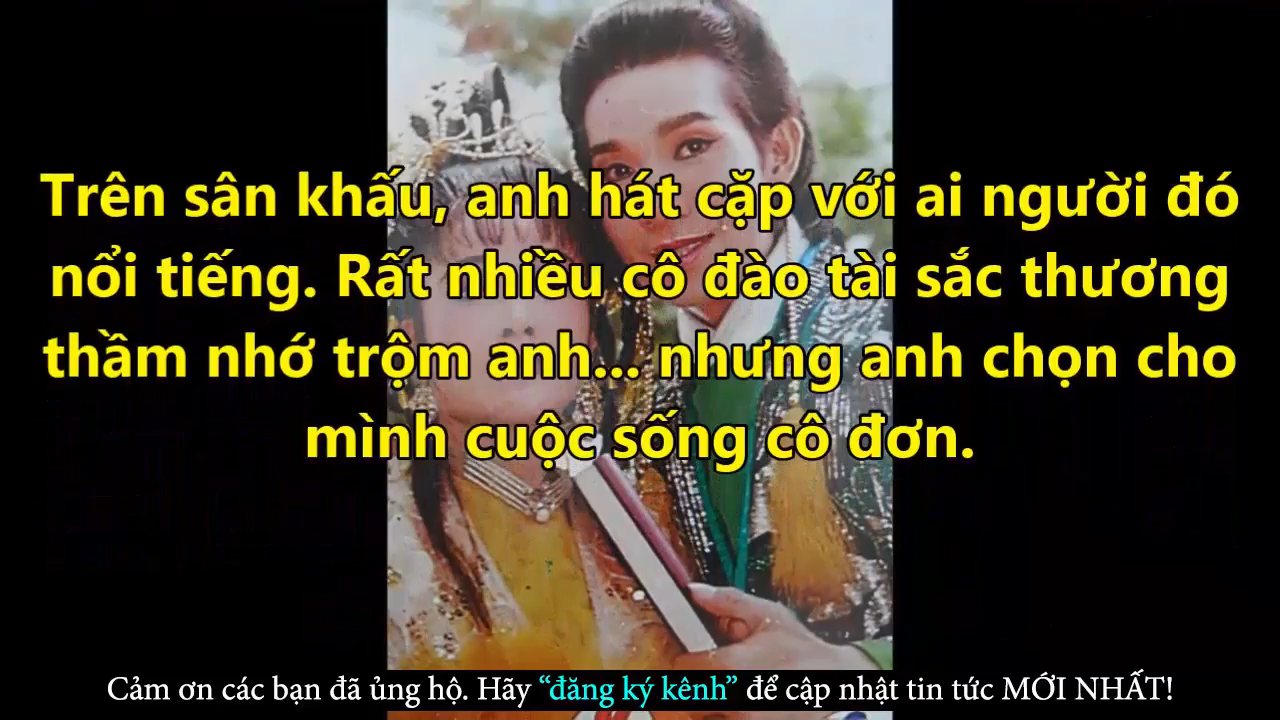 Trên sân khấu, anh hát cặp với ai người đó
nổi tiếng. Rất nhiều cô đào tài sắc thương
thầm nhớ trộm anh... nhưng anh chọn cho
mình cuộc sống cô đơn.
Cảm ơn các bạn đã ủng hộ. Hãy “đăng ký kênh” để cập nhật tin tức MỚI NHẤT!